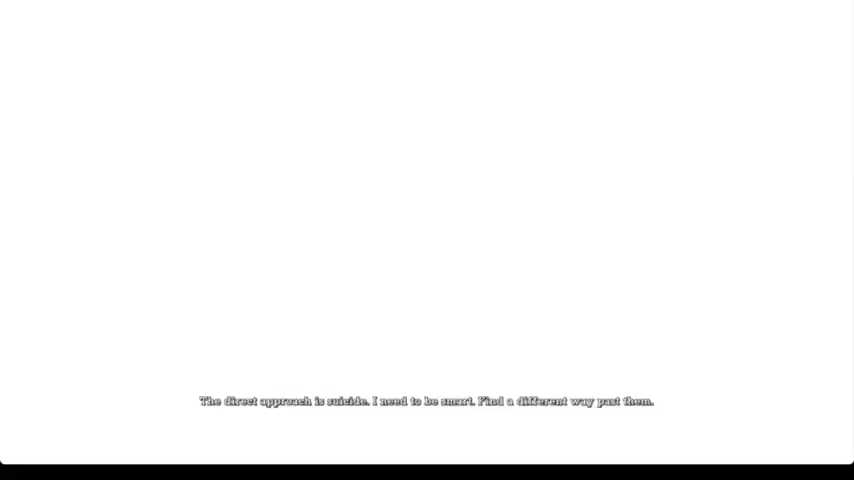 The direct approach is suicide. I need to be smart. Find a different way past them.